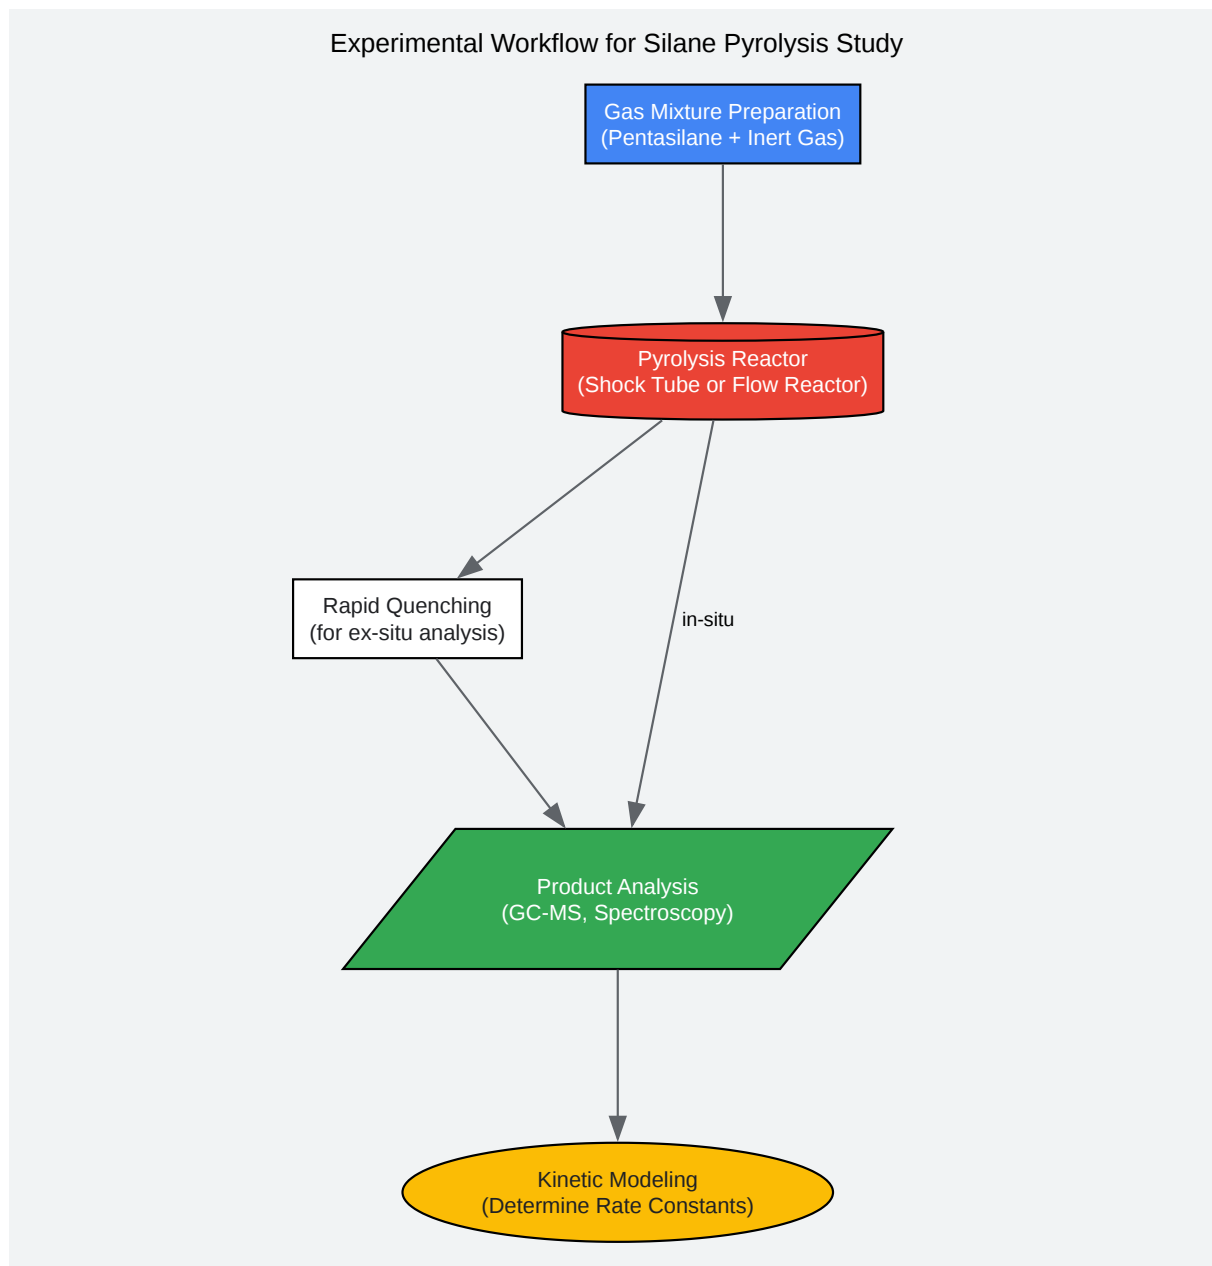 Experimental Workflow for Silane Pyrolysis Study
Gas Mixture Preparation
(Pentasilane + Inert Gas)
Pyrolysis Reactor
(Shock Tube or Flow Reactor)
Rapid Quenching
(for ex-situ analysis)
in-situ
Product Analysis
(GC-MS, Spectroscopy)
Kinetic Modeling
(Determine Rate Constants)